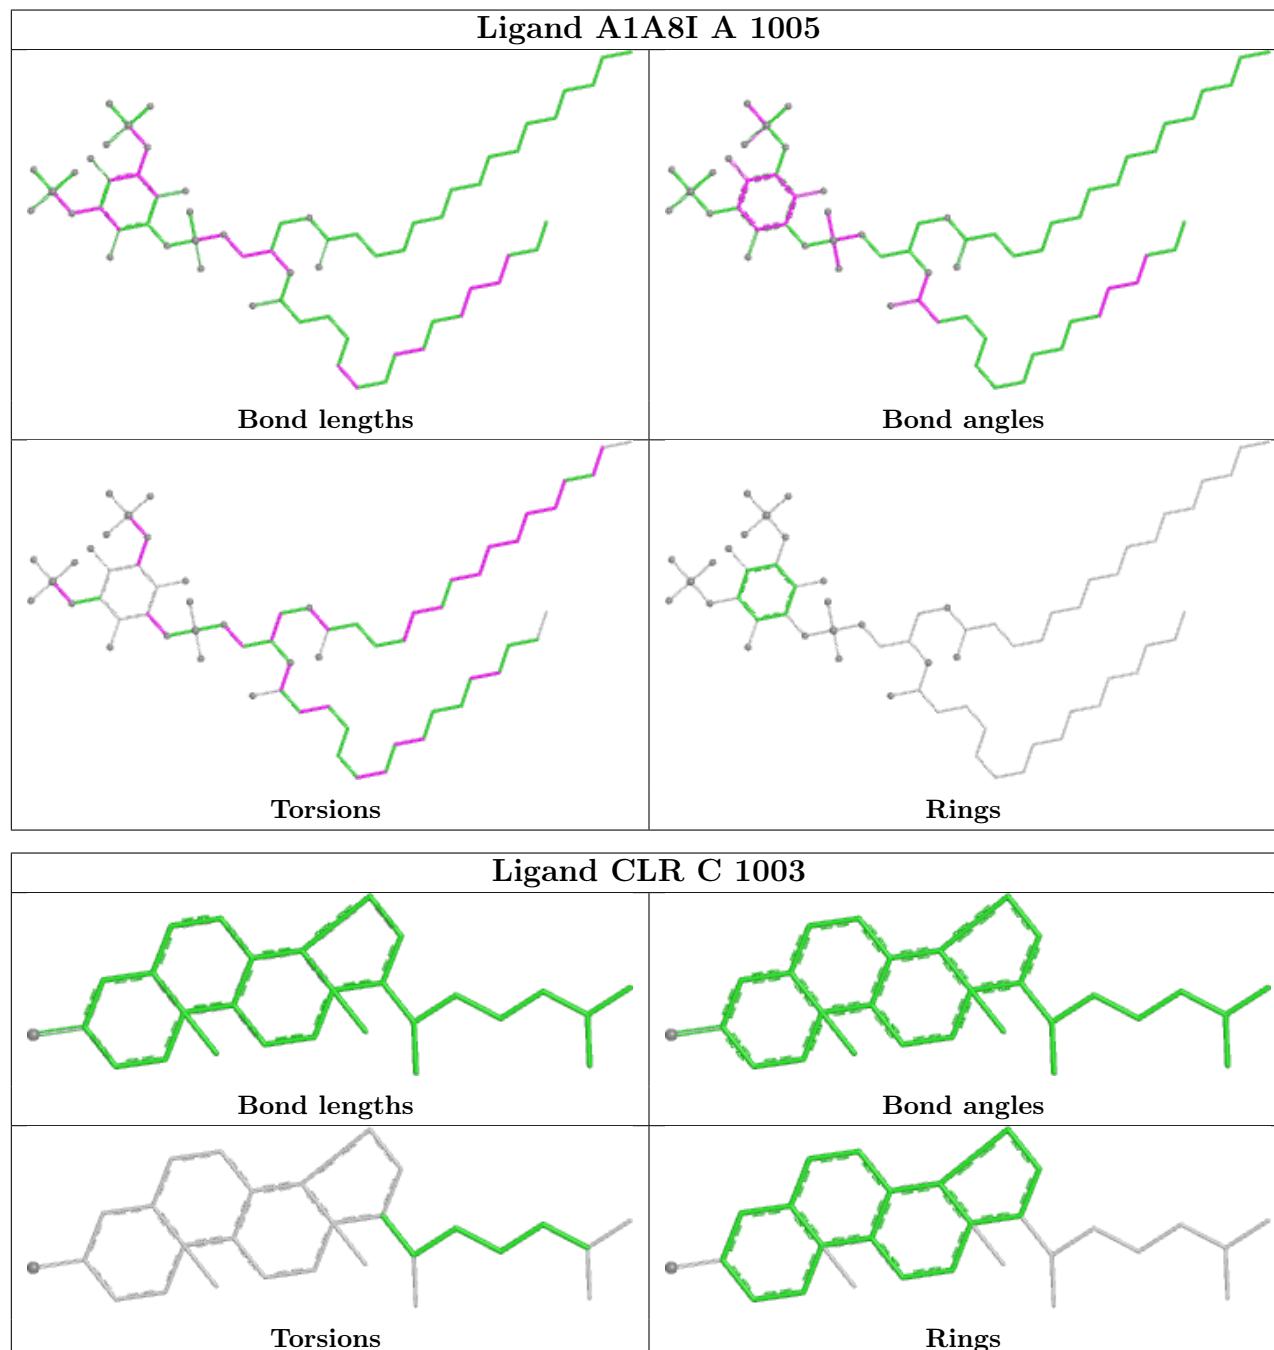 Ligand A1A8I A 1005
Bond lengths
Bond angles
Torsions
Rings
Ligand CLR C 1003
Bond lengths
Bond angles
Torsions
Rings